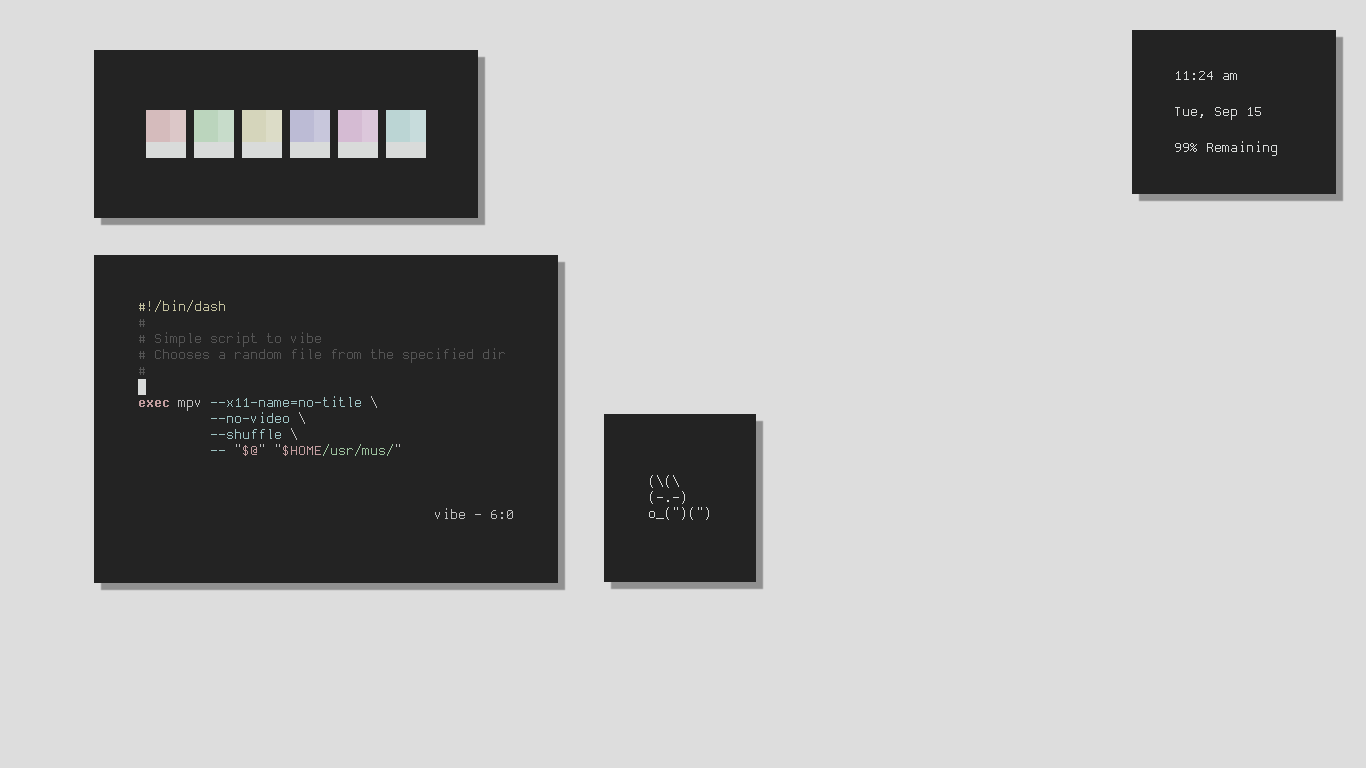 11:24 am
Tue, Sep 15
99% Remaining
#!/bin/dash
#
# Simple script to vibe
# Chooses a random file from the specified dir
#
exec mpv --x11-name=no-title \
         --no-video \
         --shuffle \
         -- "$@" "$HOME/usr/mus/"
vibe - 6:0
(\(\
(-.-)
o_(")(")